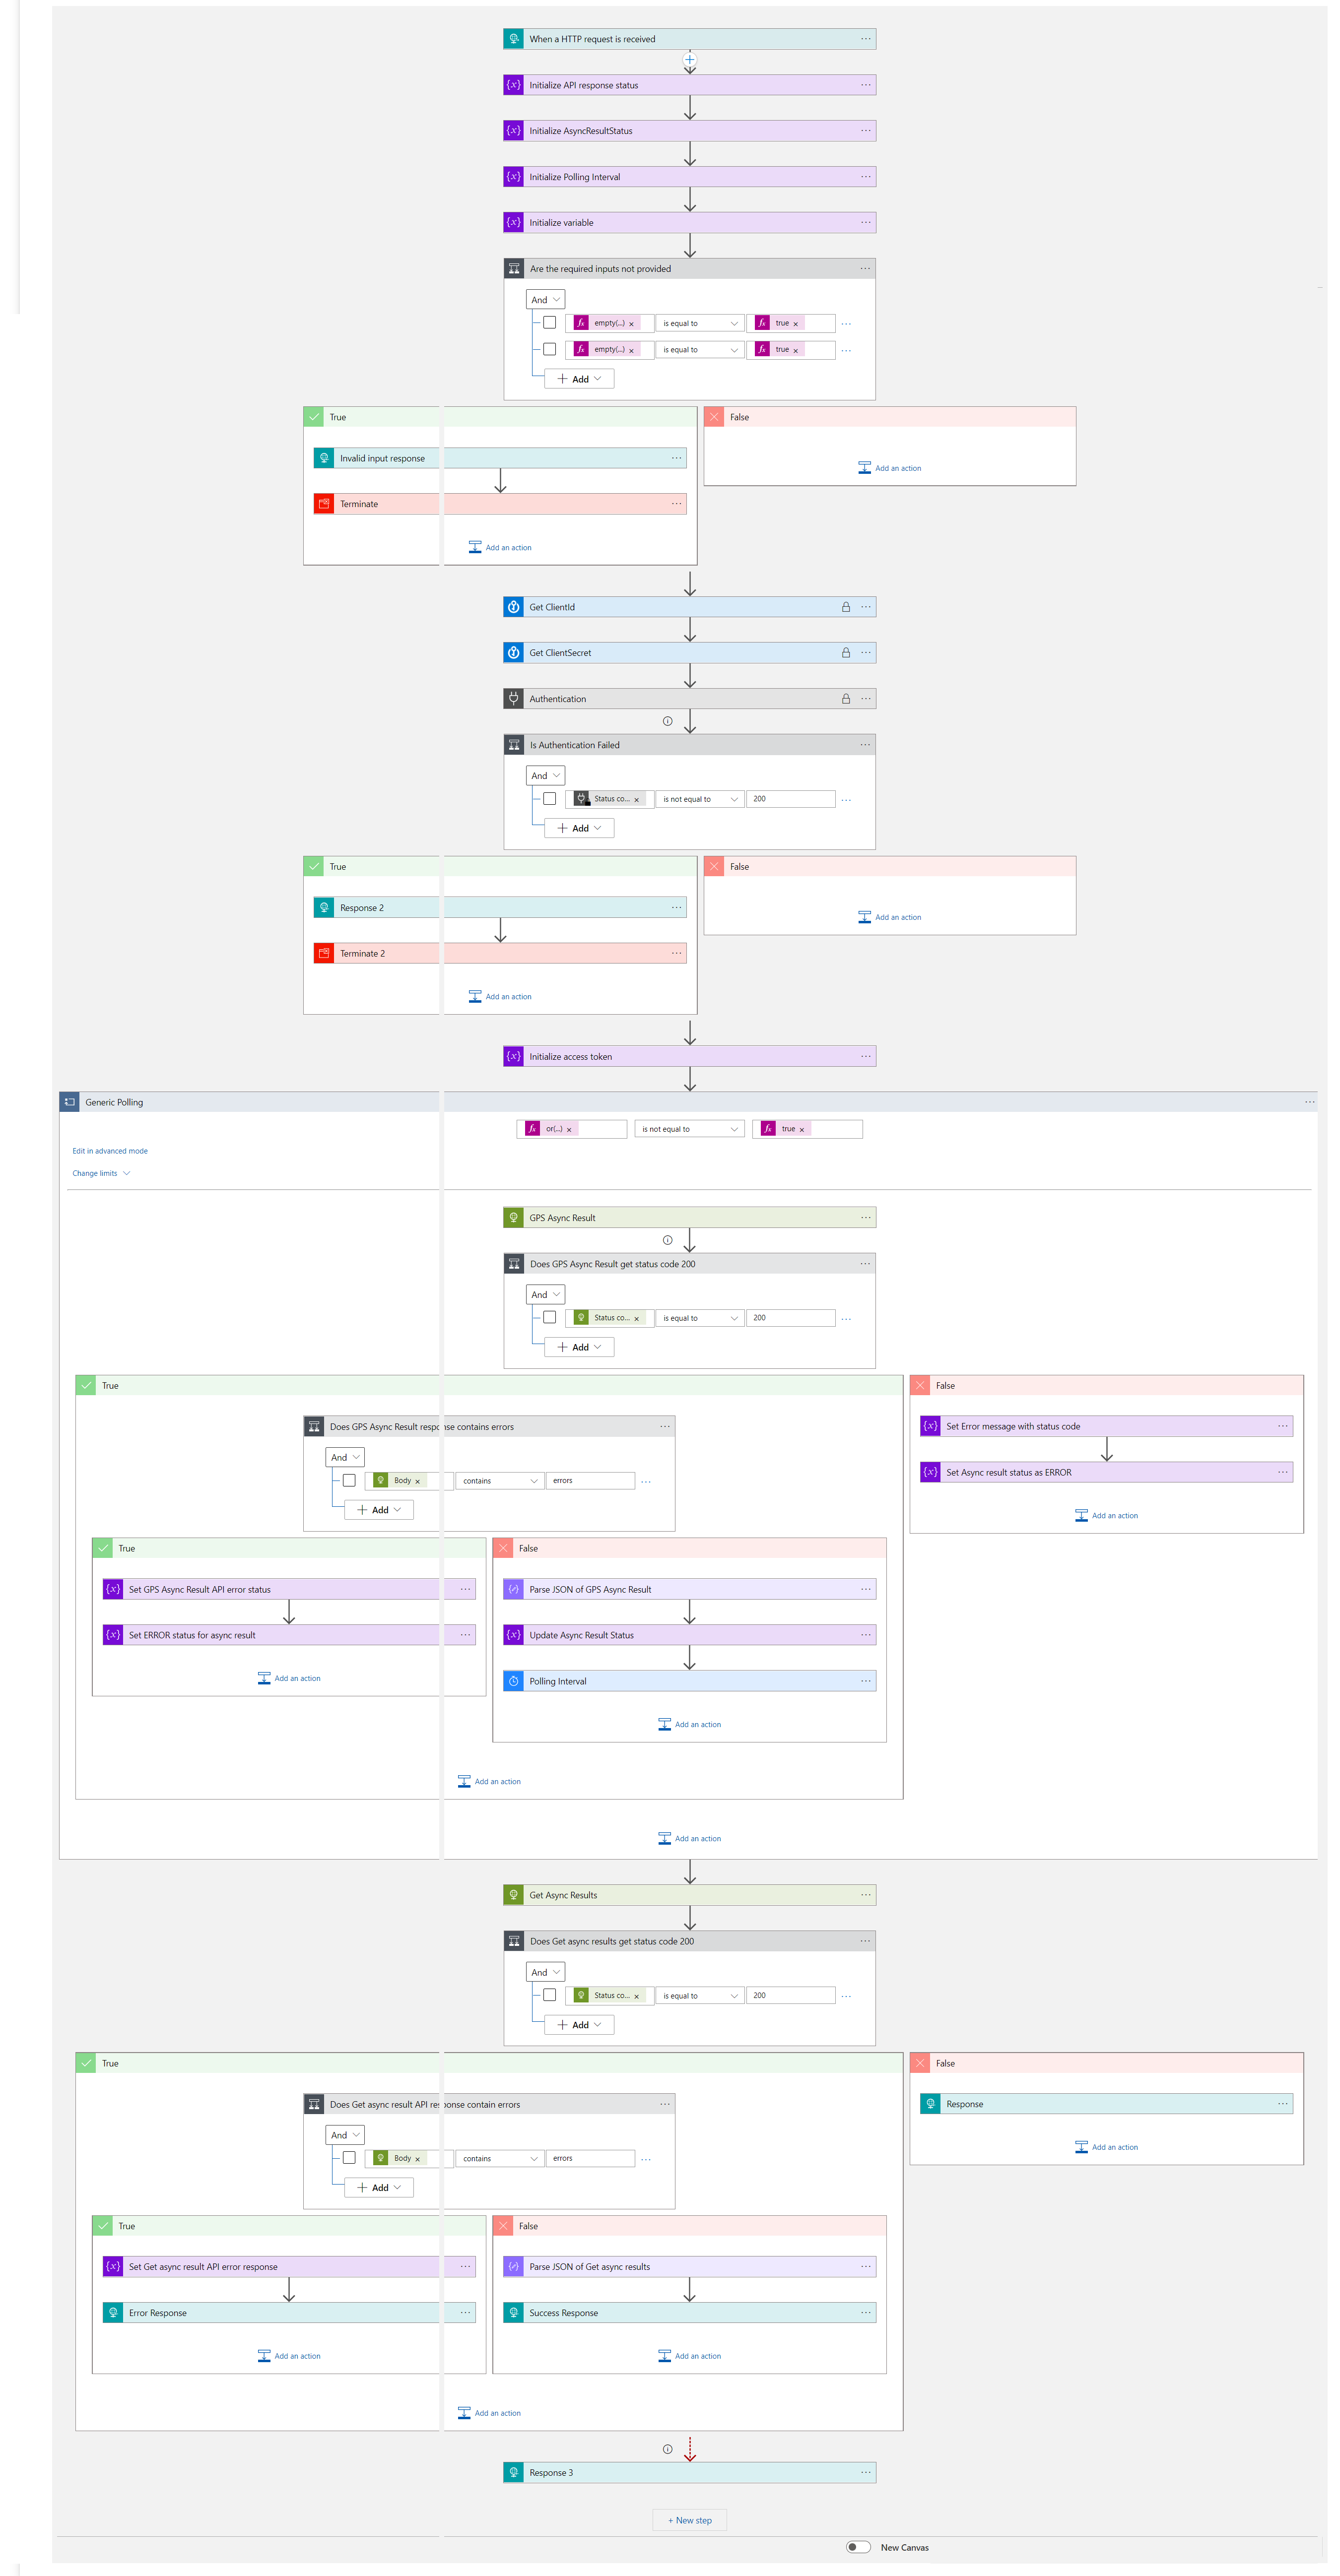 When a HTTP request is received
Initialize API response status
Initialize AsyncResultStatus
Initialize Polling Interval
Initialize variable
Are the required inputs not provided
And
empty(...) is equal to true
empty(...) is equal to true
Add
True False
Invalid input response
Add an action
Terminate
Add an action
Get ClientId
Get ClientSecret
Authentication
Is Authentication Failed
And
Status co... is not equal to 200
Add
True False
Response 2
Add an action
Terminate 2
Add an action
Initialize access token
Generic Polling
or(...) is not equal to true
Edit in advanced mode
Change limits
GPS Async Result
Does GPS Async Result get status code 200
And
Status co... is equal to 200
Add
True False
Does GPS Async Result response contains errors Set Error message with status code
And
Set Async result status as ERROR
Body contains errors
Add
Add an action
True False
Set GPS Async Result API error status Parse JSON of GPS Async Result
Set ERROR status for async result Update Async Result Status
Add an action Polling Interval
Add an action
Add an action
Add an action
Get Async Results
Does Get async results get status code 200
And
Status co... is equal to 200
Add
True False
Does Get async result API response contain errors Response
And
Add an action
Body contains errors
Add
True False
Set Get async result API error response Parse JSON of Get async results
Error Response Success Response
Add an action Add an action
Add an action
Response 3
+ New step
New Canvas